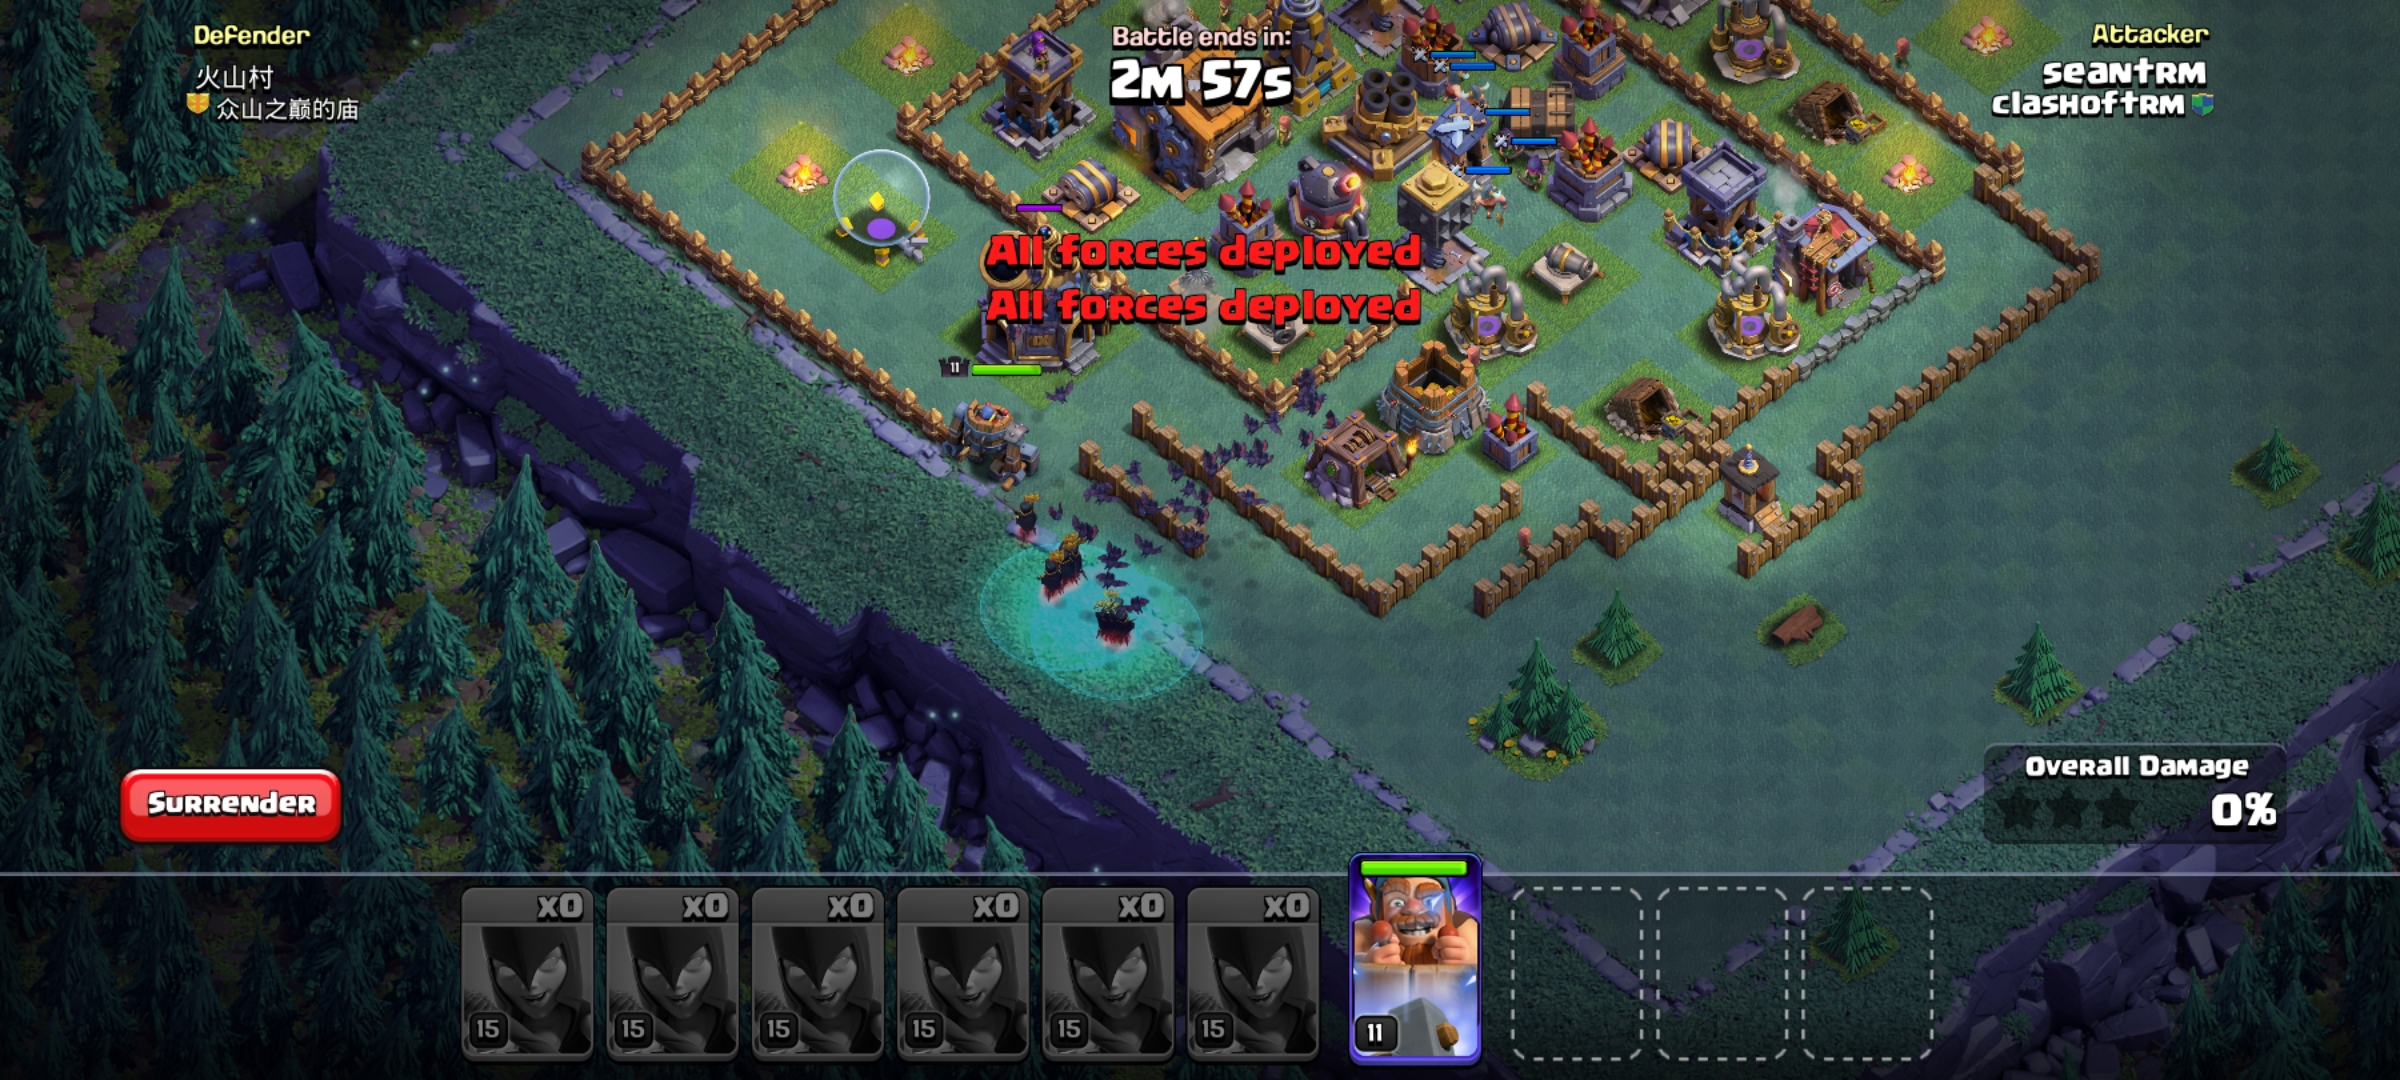 Defender
火山村
众山之巅的庙
Battle ends in:
2M 57s
Attacker
seantRM
clashoftRM
All forces deployed
All forces deployed
11
Surrender
Overall Damage
0%
x0 x0 x0 x0 x0 x0
15 15 15 15 15 15 11